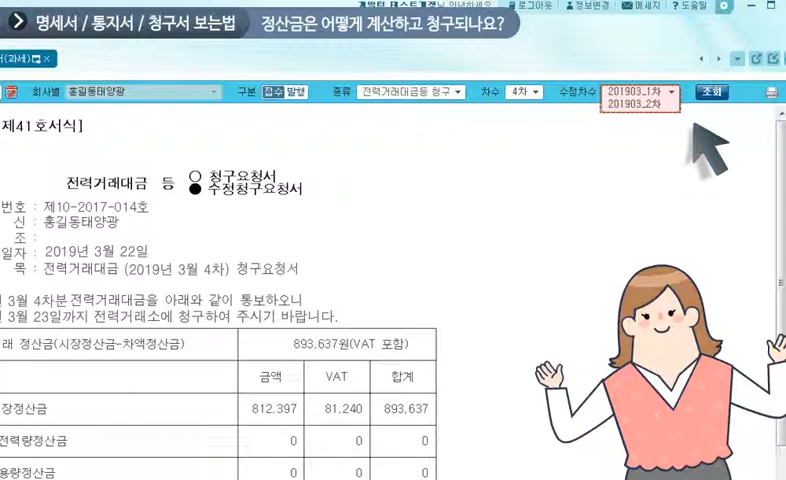 명세서 / 통지서 / 청구서 보는법 정산금은 어떻게 계산하고 청구되나요?
로그아웃 정보변경 메세지 ? 도움말
(과세)
회사별 홍길동태양광 구분 접수 발행 종류 전력거래대금등 청구 차수 4차 수정차수 201903_1차 조회
201903_2차
제41호서식]
전력거래대금 등 ○ 청구요청서
● 수정청구요청서
번호 : 제10-2017-014호
신 : 홍길동태양광
조 :
일자 : 2019년 3월 22일
목 : 전력거래대금 (2019년 3월 4차) 청구요청서
년 3월 4차분 전력거래대금을 아래와 같이 통보하오니
년 3월 23일까지 전력거래소에 청구하여 주시기 바랍니다.
래 정산금(시장정산금-차액정산금) 893,637원(VAT 포함)
금액 VAT 합계
장정산금 812,397 81,240 893,637
전력량정산금 0 0 0
용량정산금 0 0 0